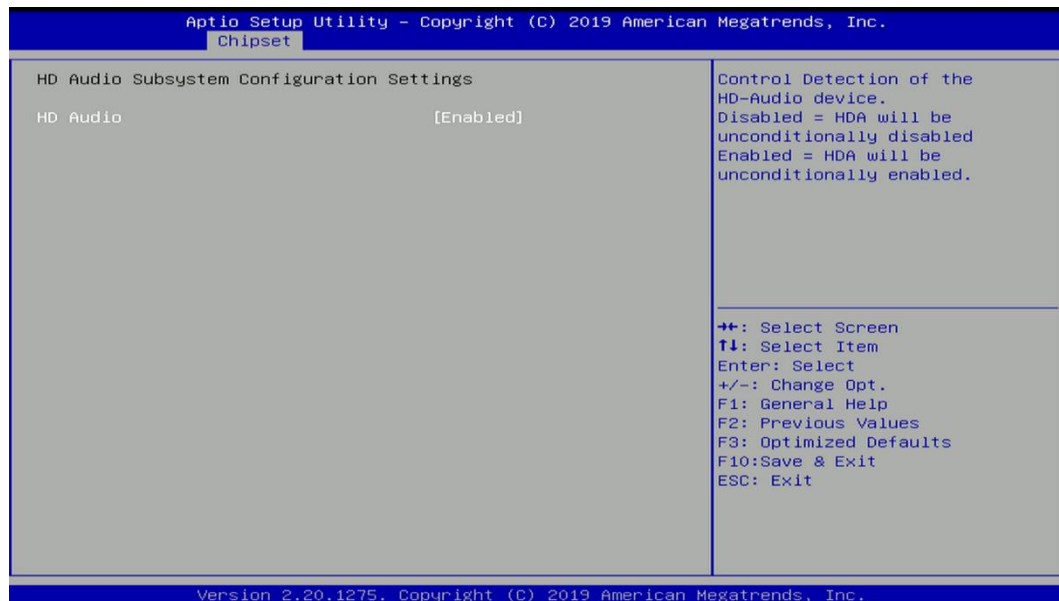 Aptio Setup Utility – Copyright (C) 2019 American Megatrends, Inc.
Chipset
HD Audio Subsystem Configuration Settings
HD Audio [Enabled]
Control Detection of the
HD-Audio device.
Disabled = HDA will be
unconditionally disabled
Enabled = HDA will be
unconditionally enabled.
→←: Select Screen
↑↓: Select Item
Enter: Select
+/-: Change Opt.
F1: General Help
F2: Previous Values
F3: Optimized Defaults
F10:Save & Exit
ESC: Exit
Version 2.20.1275. Copyright (C) 2019 American Megatrends, Inc.